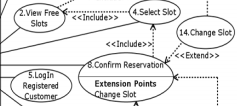 2.View Free
Slots
<<Include>>
4.Select Slot
14.Change Slot
<<Include>>
<<Extend>>
8.Confirm Reservation
Extension Points
Change Slot
5.LogIn
Registered
Customer